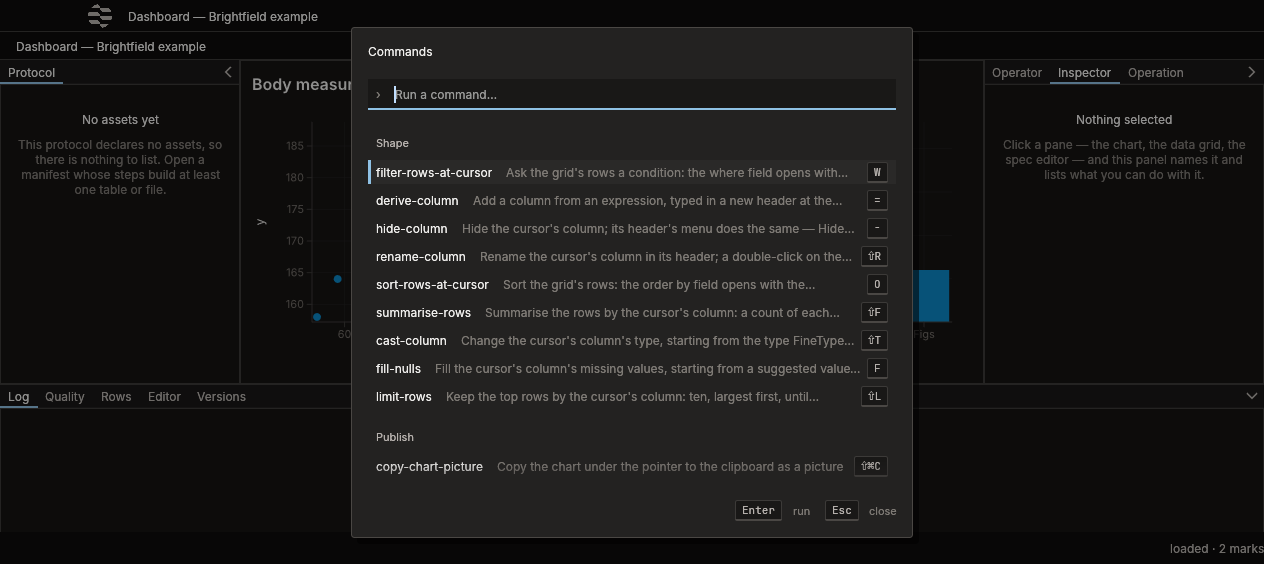 Dashboard — Brightfield example
Dashboard — Brightfield example
Protocol
No assets yet
This protocol declares no assets, so
there is nothing to list. Open a
manifest whose steps build at least
one table or file.
Body measur
185
180
175
170
165
160
y
60
Figs
Commands
› Run a command...
Shape
filter-rows-at-cursor Ask the grid's rows a condition: the where field opens with... W
derive-column Add a column from an expression, typed in a new header at the... =
hide-column Hide the cursor's column; its header's menu does the same — Hide... -
rename-column Rename the cursor's column in its header; a double-click on the... ⇧R
sort-rows-at-cursor Sort the grid's rows: the order by field opens with the... O
summarise-rows Summarise the rows by the cursor's column: a count of each... ⇧F
cast-column Change the cursor's column's type, starting from the type FineType... ⇧T
fill-nulls Fill the cursor's column's missing values, starting from a suggested value... F
limit-rows Keep the top rows by the cursor's column: ten, largest first, until... ⇧L
Publish
copy-chart-picture Copy the chart under the pointer to the clipboard as a picture ⇧⌘C
Enter run Esc close
Operator Inspector Operation
Nothing selected
Click a pane — the chart, the data grid, the
spec editor — and this panel names it and
lists what you can do with it.
Log Quality Rows Editor Versions
loaded · 2 marks